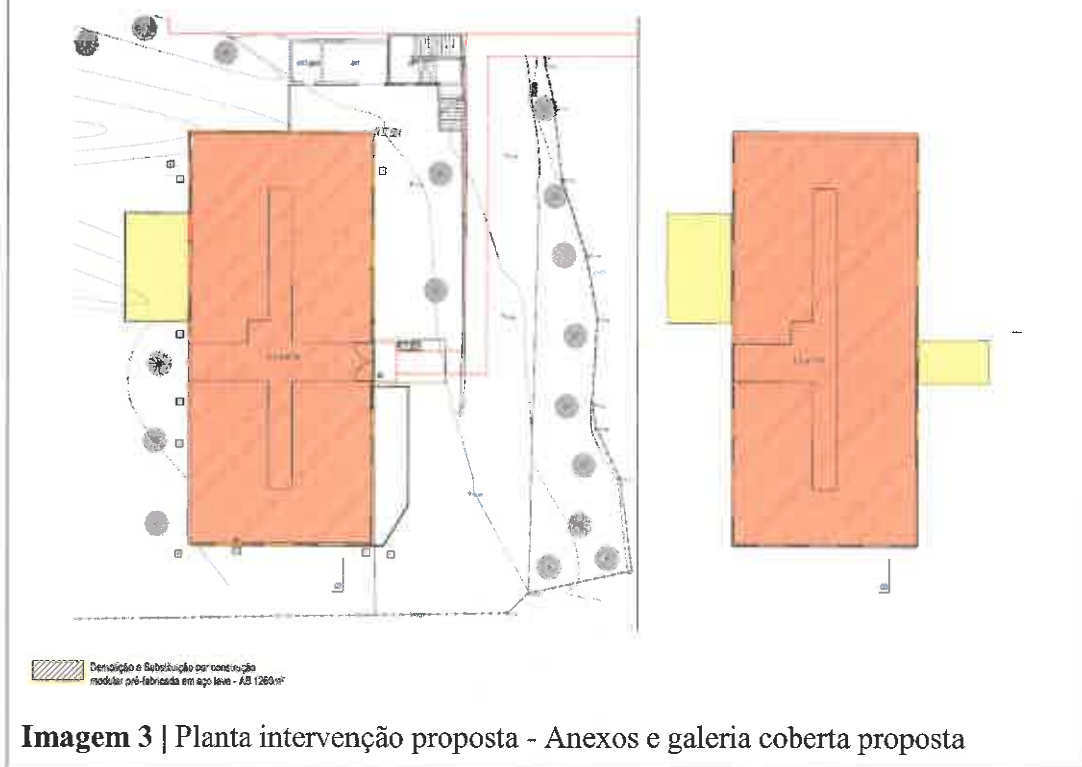 Demolição e Substituição por construção
modular pré-fabricada em aço leve - AB 1260m²
Imagem 3 | Planta intervenção proposta - Anexos e galeria coberta proposta